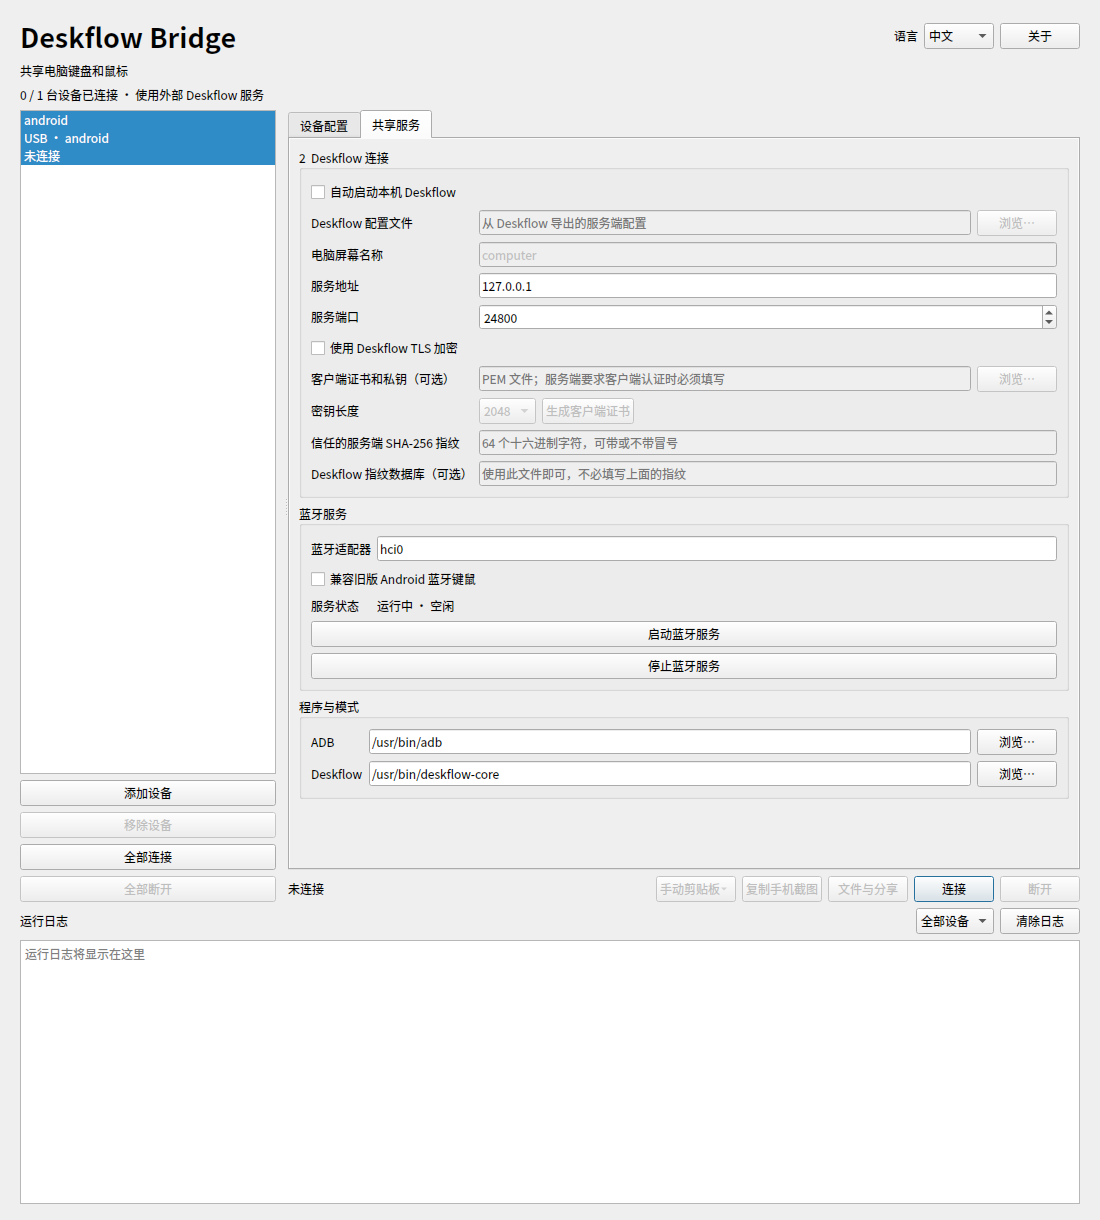 Deskflow Bridge
语言 中文 关于
共享电脑键盘和鼠标
0 / 1 台设备已连接 · 使用外部 Deskflow 服务
android
USB · android
未连接
添加设备
移除设备
全部连接
全部断开
设备配置 共享服务
2 Deskflow 连接
自动启动本机 Deskflow
Deskflow 配置文件 从 Deskflow 导出的服务端配置 浏览…
电脑屏幕名称 computer
服务地址 127.0.0.1
服务端口 24800
使用 Deskflow TLS 加密
客户端证书和私钥（可选） PEM 文件；服务端要求客户端认证时必须填写 浏览…
密钥长度 2048 生成客户端证书
信任的服务端 SHA-256 指纹 64 个十六进制字符，可带或不带冒号
Deskflow 指纹数据库（可选） 使用此文件即可，不必填写上面的指纹
蓝牙服务
蓝牙适配器 hci0
兼容旧版 Android 蓝牙键鼠
服务状态 运行中 · 空闲
启动蓝牙服务
停止蓝牙服务
程序与模式
ADB /usr/bin/adb 浏览…
Deskflow /usr/bin/deskflow-core 浏览…
未连接 手动剪贴板 复制手机截图 文件与分享 连接 断开
运行日志 全部设备 清除日志
运行日志将显示在这里